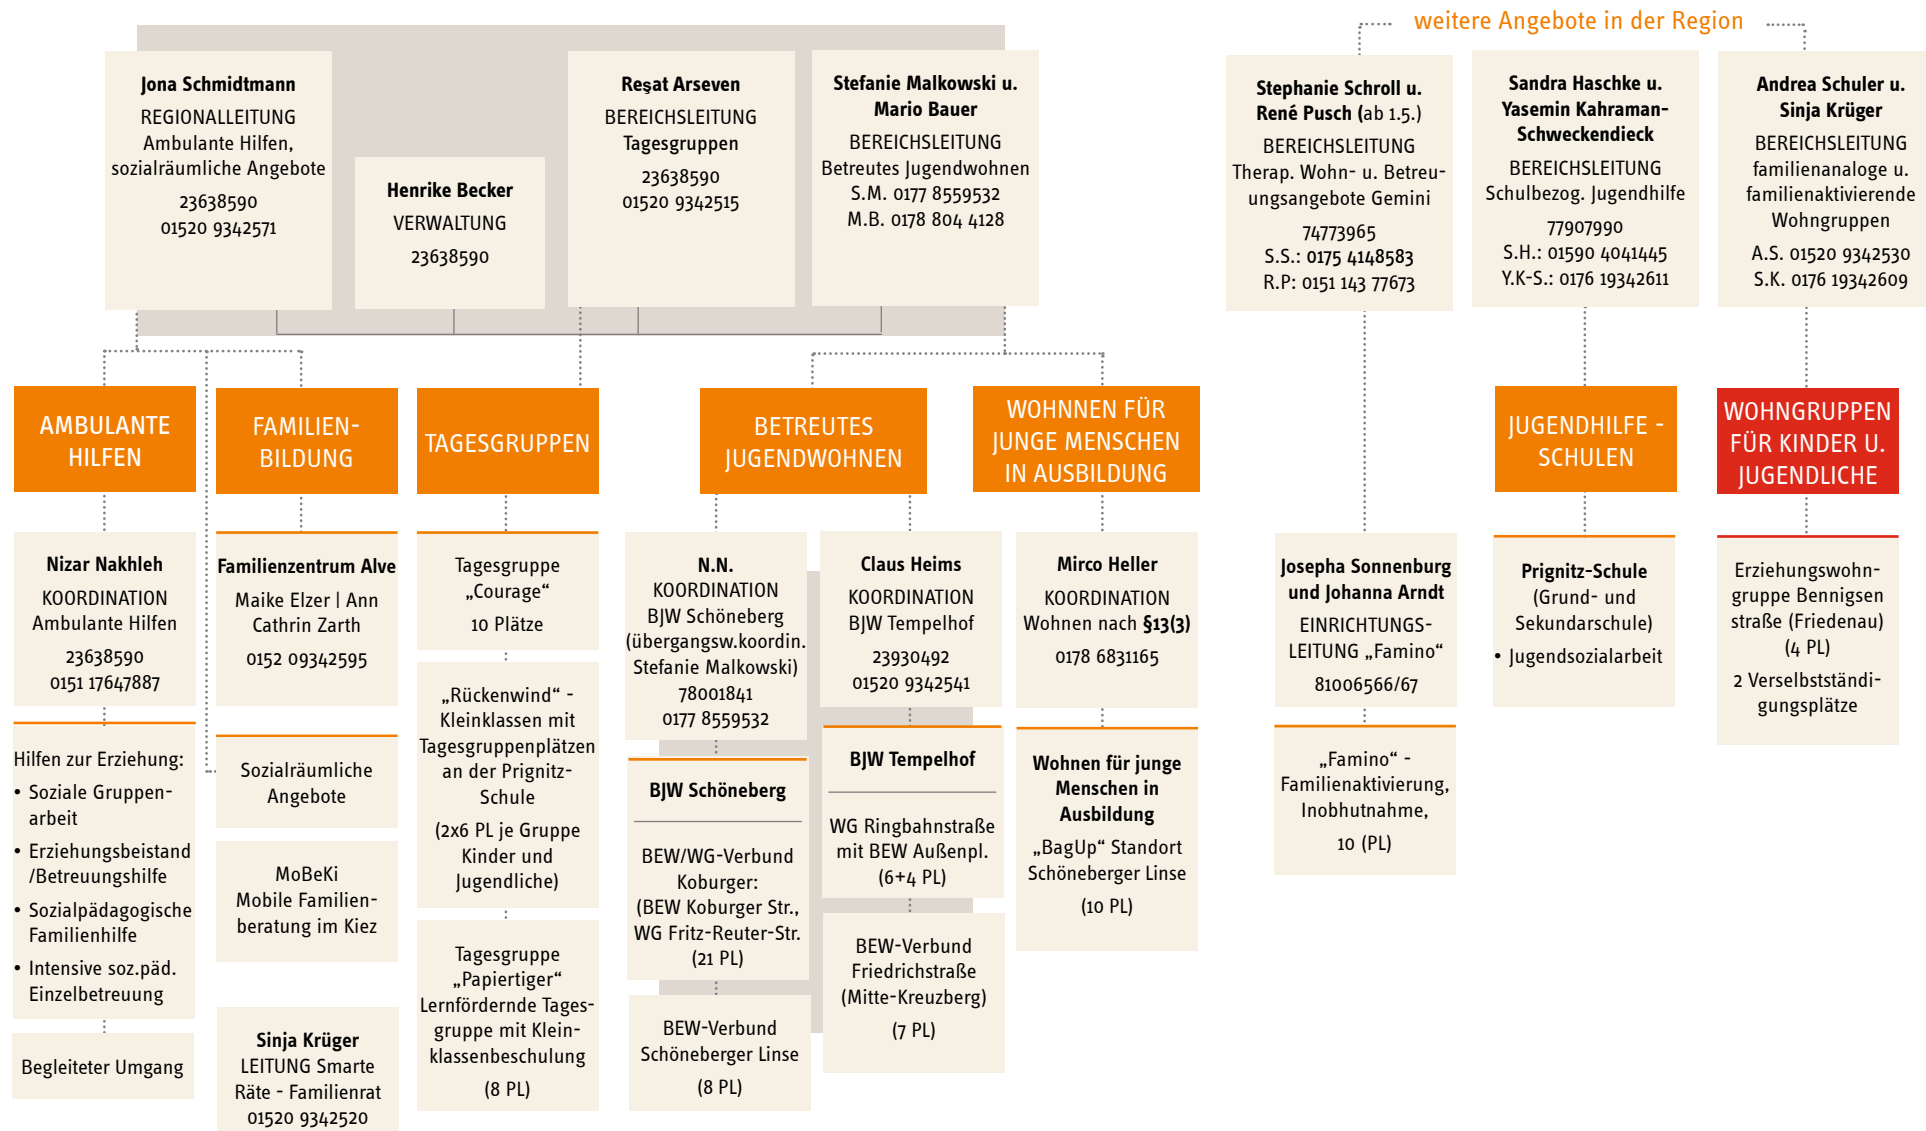 weitere Angebote in der Region
Jona Schmidtmann
REGIONALLEITUNG
Ambulante Hilfen,
sozialräumliche Angebote
23638590
01520 9342571
Henrike Becker
VERWALTUNG
23638590
Reşat Arseven
BEREICHSLEITUNG
Tagesgruppen
23638590
01520 9342515
Stefanie Malkowski u.
Mario Bauer
BEREICHSLEITUNG
Betreutes Jugendwohnen
S.M. 0177 8559532
M.B. 0178 804 4128
Stephanie Schroll u.
René Pusch (ab 1.5.)
BEREICHSLEITUNG
Therap. Wohn- u. Betreu-
ungsangebote Gemini
74773965
S.S.: 0175 4148583
R.P: 0151 143 77673
Sandra Haschke u.
Yasemin Kahraman-
Schweckendieck
BEREICHSLEITUNG
Schulbezog. Jugendhilfe
77907990
S.H.: 01590 4041445
Y.K-S.: 0176 19342611
Andrea Schuler u.
Sinja Krüger
BEREICHSLEITUNG
familienanaloge u.
familienaktivierende
Wohngruppen
A.S. 01520 9342530
S.K. 0176 19342609
AMBULANTE
HILFEN
FAMILIEN-
BILDUNG
TAGESGRUPPEN
BETREUTES
JUGENDWOHNEN
WOHNNEN FÜR
JUNGE MENSCHEN
IN AUSBILDUNG
JUGENDHILFE -
SCHULEN
WOHNGRUPPEN
FÜR KINDER U.
JUGENDLICHE
Nizar Nakhleh
KOORDINATION
Ambulante Hilfen
23638590
0151 17647887
Hilfen zur Erziehung:
• Soziale Gruppen-
arbeit
• Erziehungsbeistand
/Betreuungshilfe
• Sozialpädagogische
Familienhilfe
• Intensive soz.päd.
Einzelbetreuung
Begleiteter Umgang
Familienzentrum Alve
Maike Elzer | Ann
Cathrin Zarth
0152 09342595
Sozialräumliche
Angebote
MoBeKi
Mobile Familien-
beratung im Kiez
Sinja Krüger
LEITUNG Smarte
Räte - Familienrat
01520 9342520
Tagesgruppe
„Courage“
10 Plätze
„Rückenwind“ -
Kleinklassen mit
Tagesgruppenplätzen
an der Prignitz-
Schule
(2x6 PL je Gruppe
Kinder und
Jugendliche)
Tagesgruppe
„Papiertiger“
Lernfördernde Tages-
gruppe mit Klein-
klassenbeschulung
(8 PL)
N.N.
KOORDINATION
BJW Schöneberg
(übergangsw.koordin.
Stefanie Malkowski)
78001841
0177 8559532
BJW Schöneberg
BEW/WG-Verbund
Koburger:
(BEW Koburger Str.,
WG Fritz-Reuter-Str.
(21 PL)
BEW-Verbund
Schöneberger Linse
(8 PL)
Claus Heims
KOORDINATION
BJW Tempelhof
23930492
01520 9342541
BJW Tempelhof
WG Ringbahnstraße
mit BEW Außenpl.
(6+4 PL)
BEW-Verbund
Friedrichstraße
(Mitte-Kreuzberg)
(7 PL)
Mirco Heller
KOORDINATION
Wohnen nach §13(3)
0178 6831165
Wohnen für junge
Menschen in
Ausbildung
„BagUp“ Standort
Schöneberger Linse
(10 PL)
Josepha Sonnenburg
und Johanna Arndt
EINRICHTUNGS-
LEITUNG „Famino“
81006566/67
„Famino“ -
Familienaktivierung,
Inobhutnahme,
10 (PL)
Prignitz-Schule
(Grund- und
Sekundarschule)
• Jugendsozialarbeit
Erziehungswohn-
gruppe Bennigsen
straße (Friedenau)
(4 PL)
2 Verselbstständi-
gungsplätze